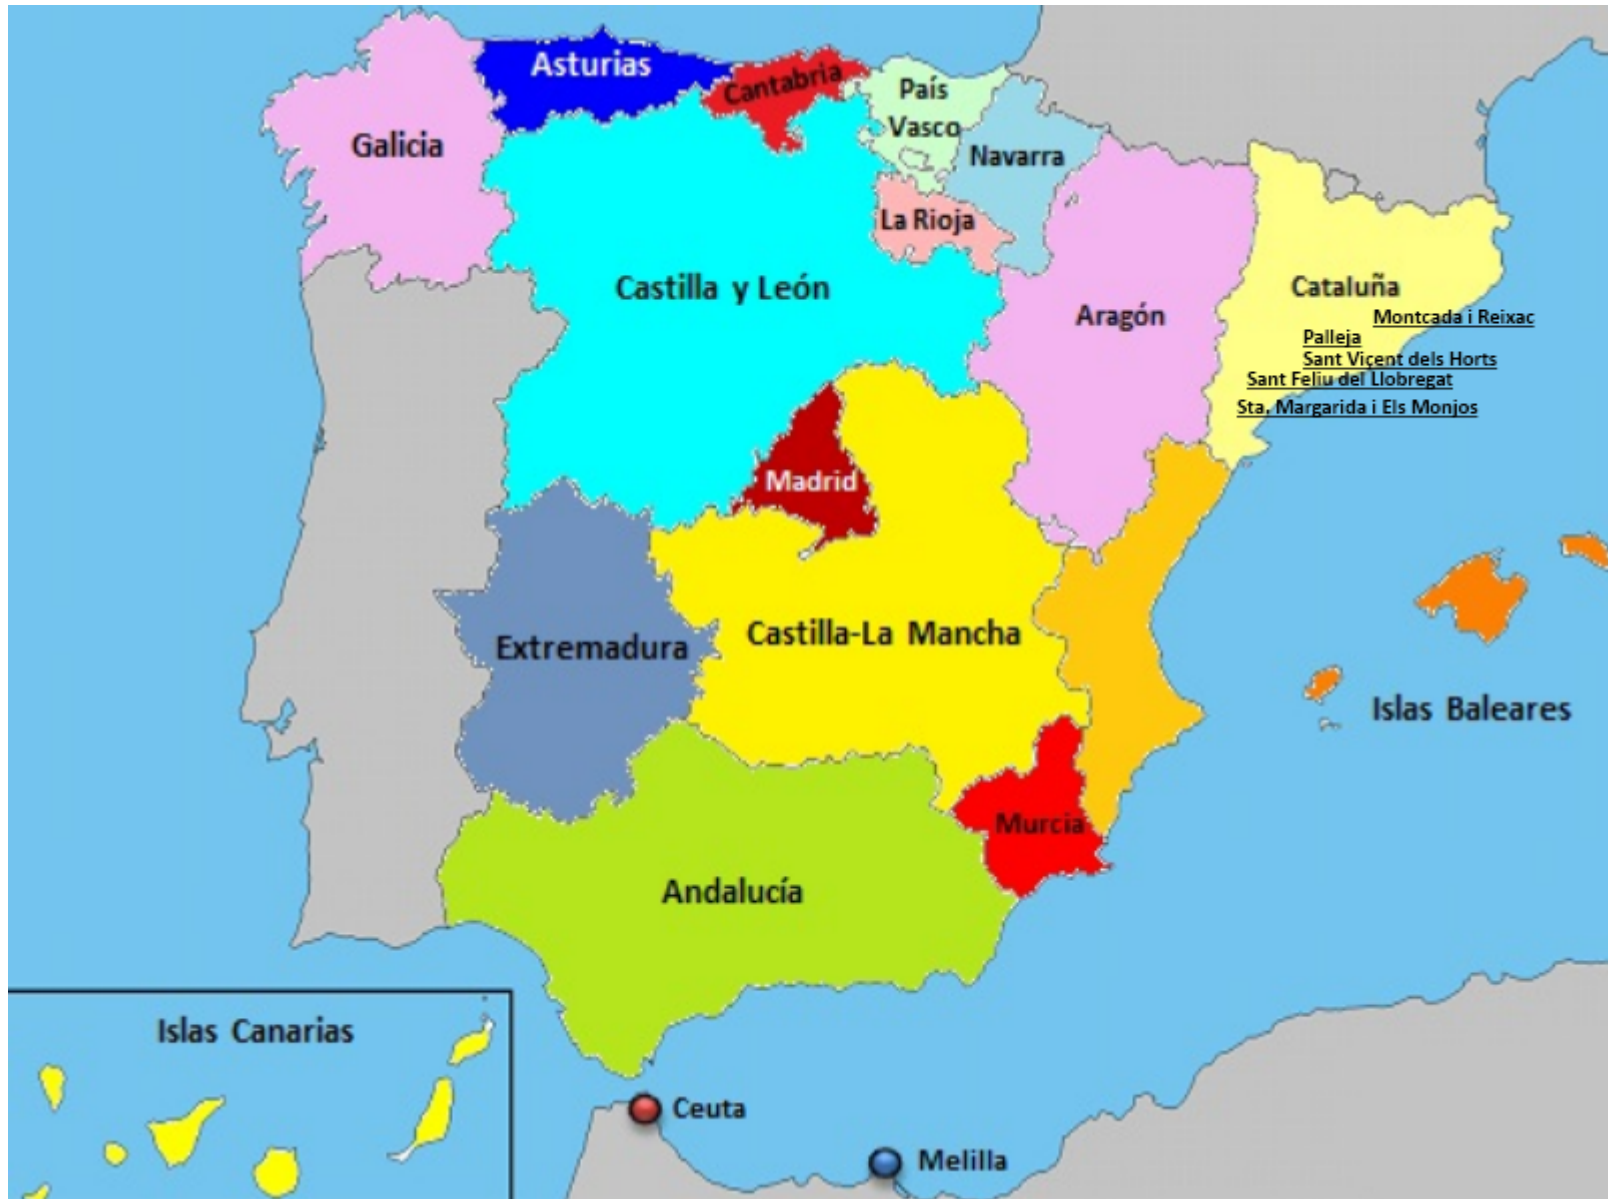 Asturias
Cantabria
País
Vasco
Galicia
Navarra
La Rioja
Castilla y León
Cataluña
Aragón
Montcada i Reixac
Palleja
Sant Viçent dels Horts
Sant Feliu del Llobregat
Sta. Margarida i Els Monjos
Madrid
Castilla-La Mancha
Extremadura
Islas Baleares
Murcia
Andalucía
Islas Canarias
Ceuta
Melilla